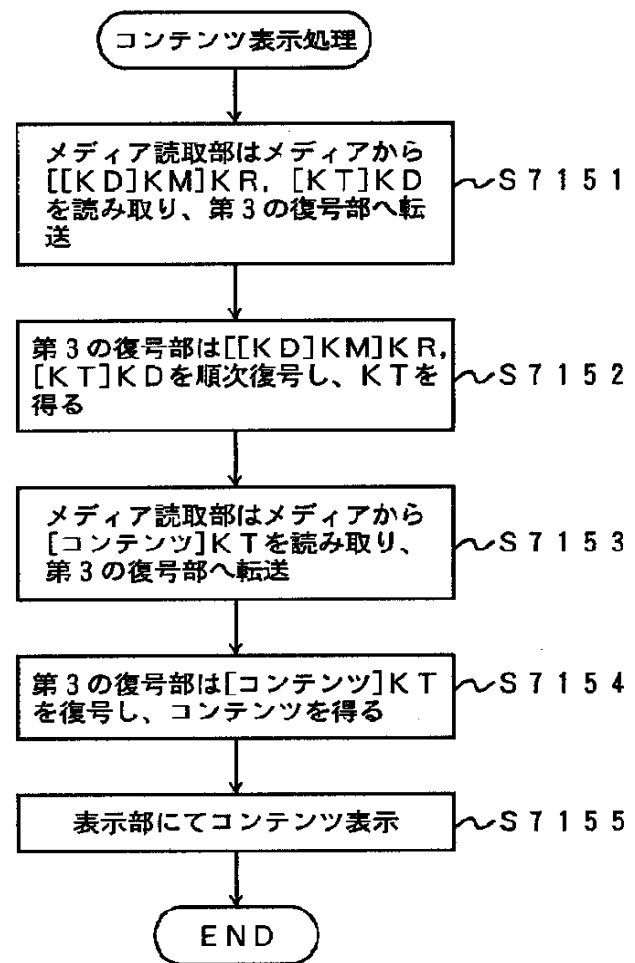 コンテンツ表示処理
メディア読取部はメディアから
[[KD]KM]KR, [KT]KD
を読み取り、第3の復号部へ転
送
S7151
第3の復号部は[[KD]KM]KR,
[KT]KDを順次復号し、KTを
得る
S7152
メディア読取部はメディアから
[コンテンツ]KTを読み取り、
第3の復号部へ転送
S7153
第3の復号部は[コンテンツ]KT
を復号し、コンテンツを得る
S7154
表示部にてコンテンツ表示
S7155
END